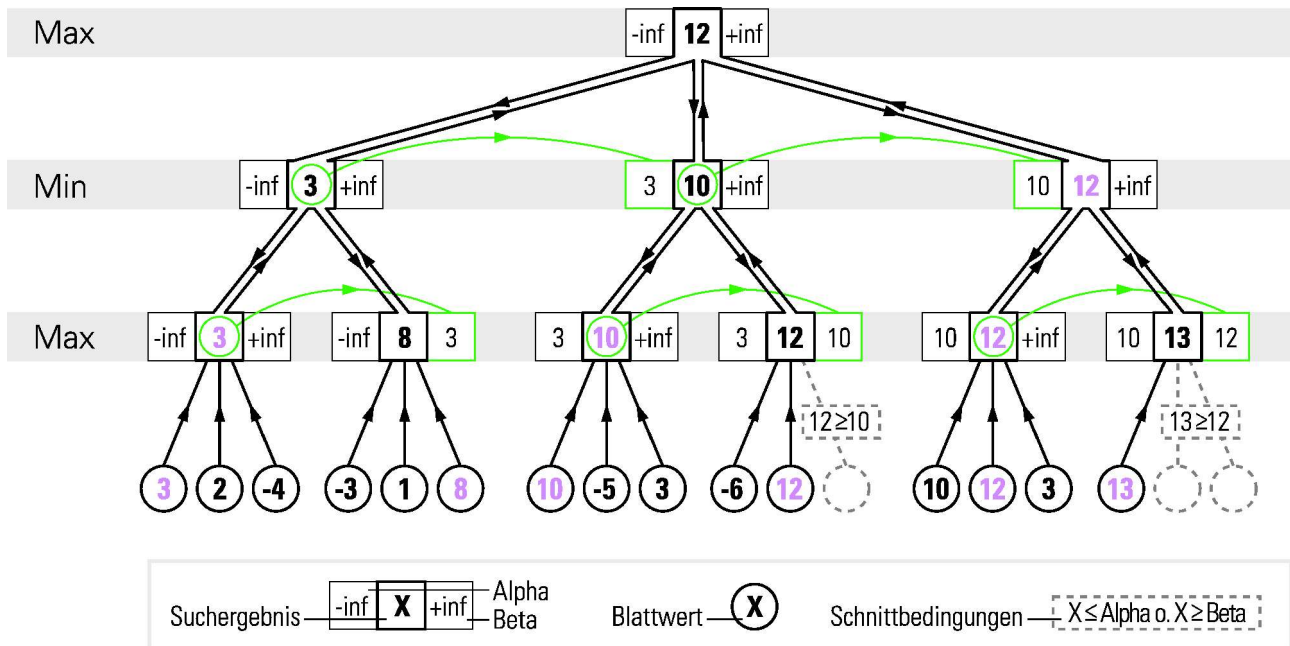 Max -inf 12 +inf
Min -inf 3 +inf 3 10 +inf 10 12 +inf
Max -inf 3 +inf -inf 8 3 3 10 +inf 3 12 10 10 12 +inf 10 13 12
12≥10 13≥12
3 2 -4 -3 1 8 10 -5 3 -6 12 10 12 3 13
Suchergebnis -inf X +inf Alpha
Beta
Blattwert X
Schnittbedingungen X≤Alpha o. X≥Beta